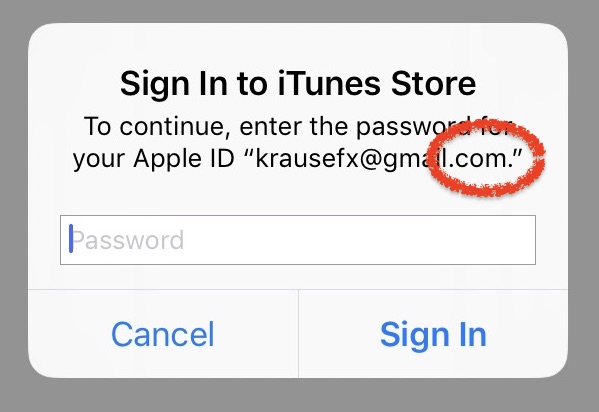 Sign In to iTunes Store
To continue, enter the password for
your Apple ID “krausefx@gmail.com.”
Password
Cancel
Sign In